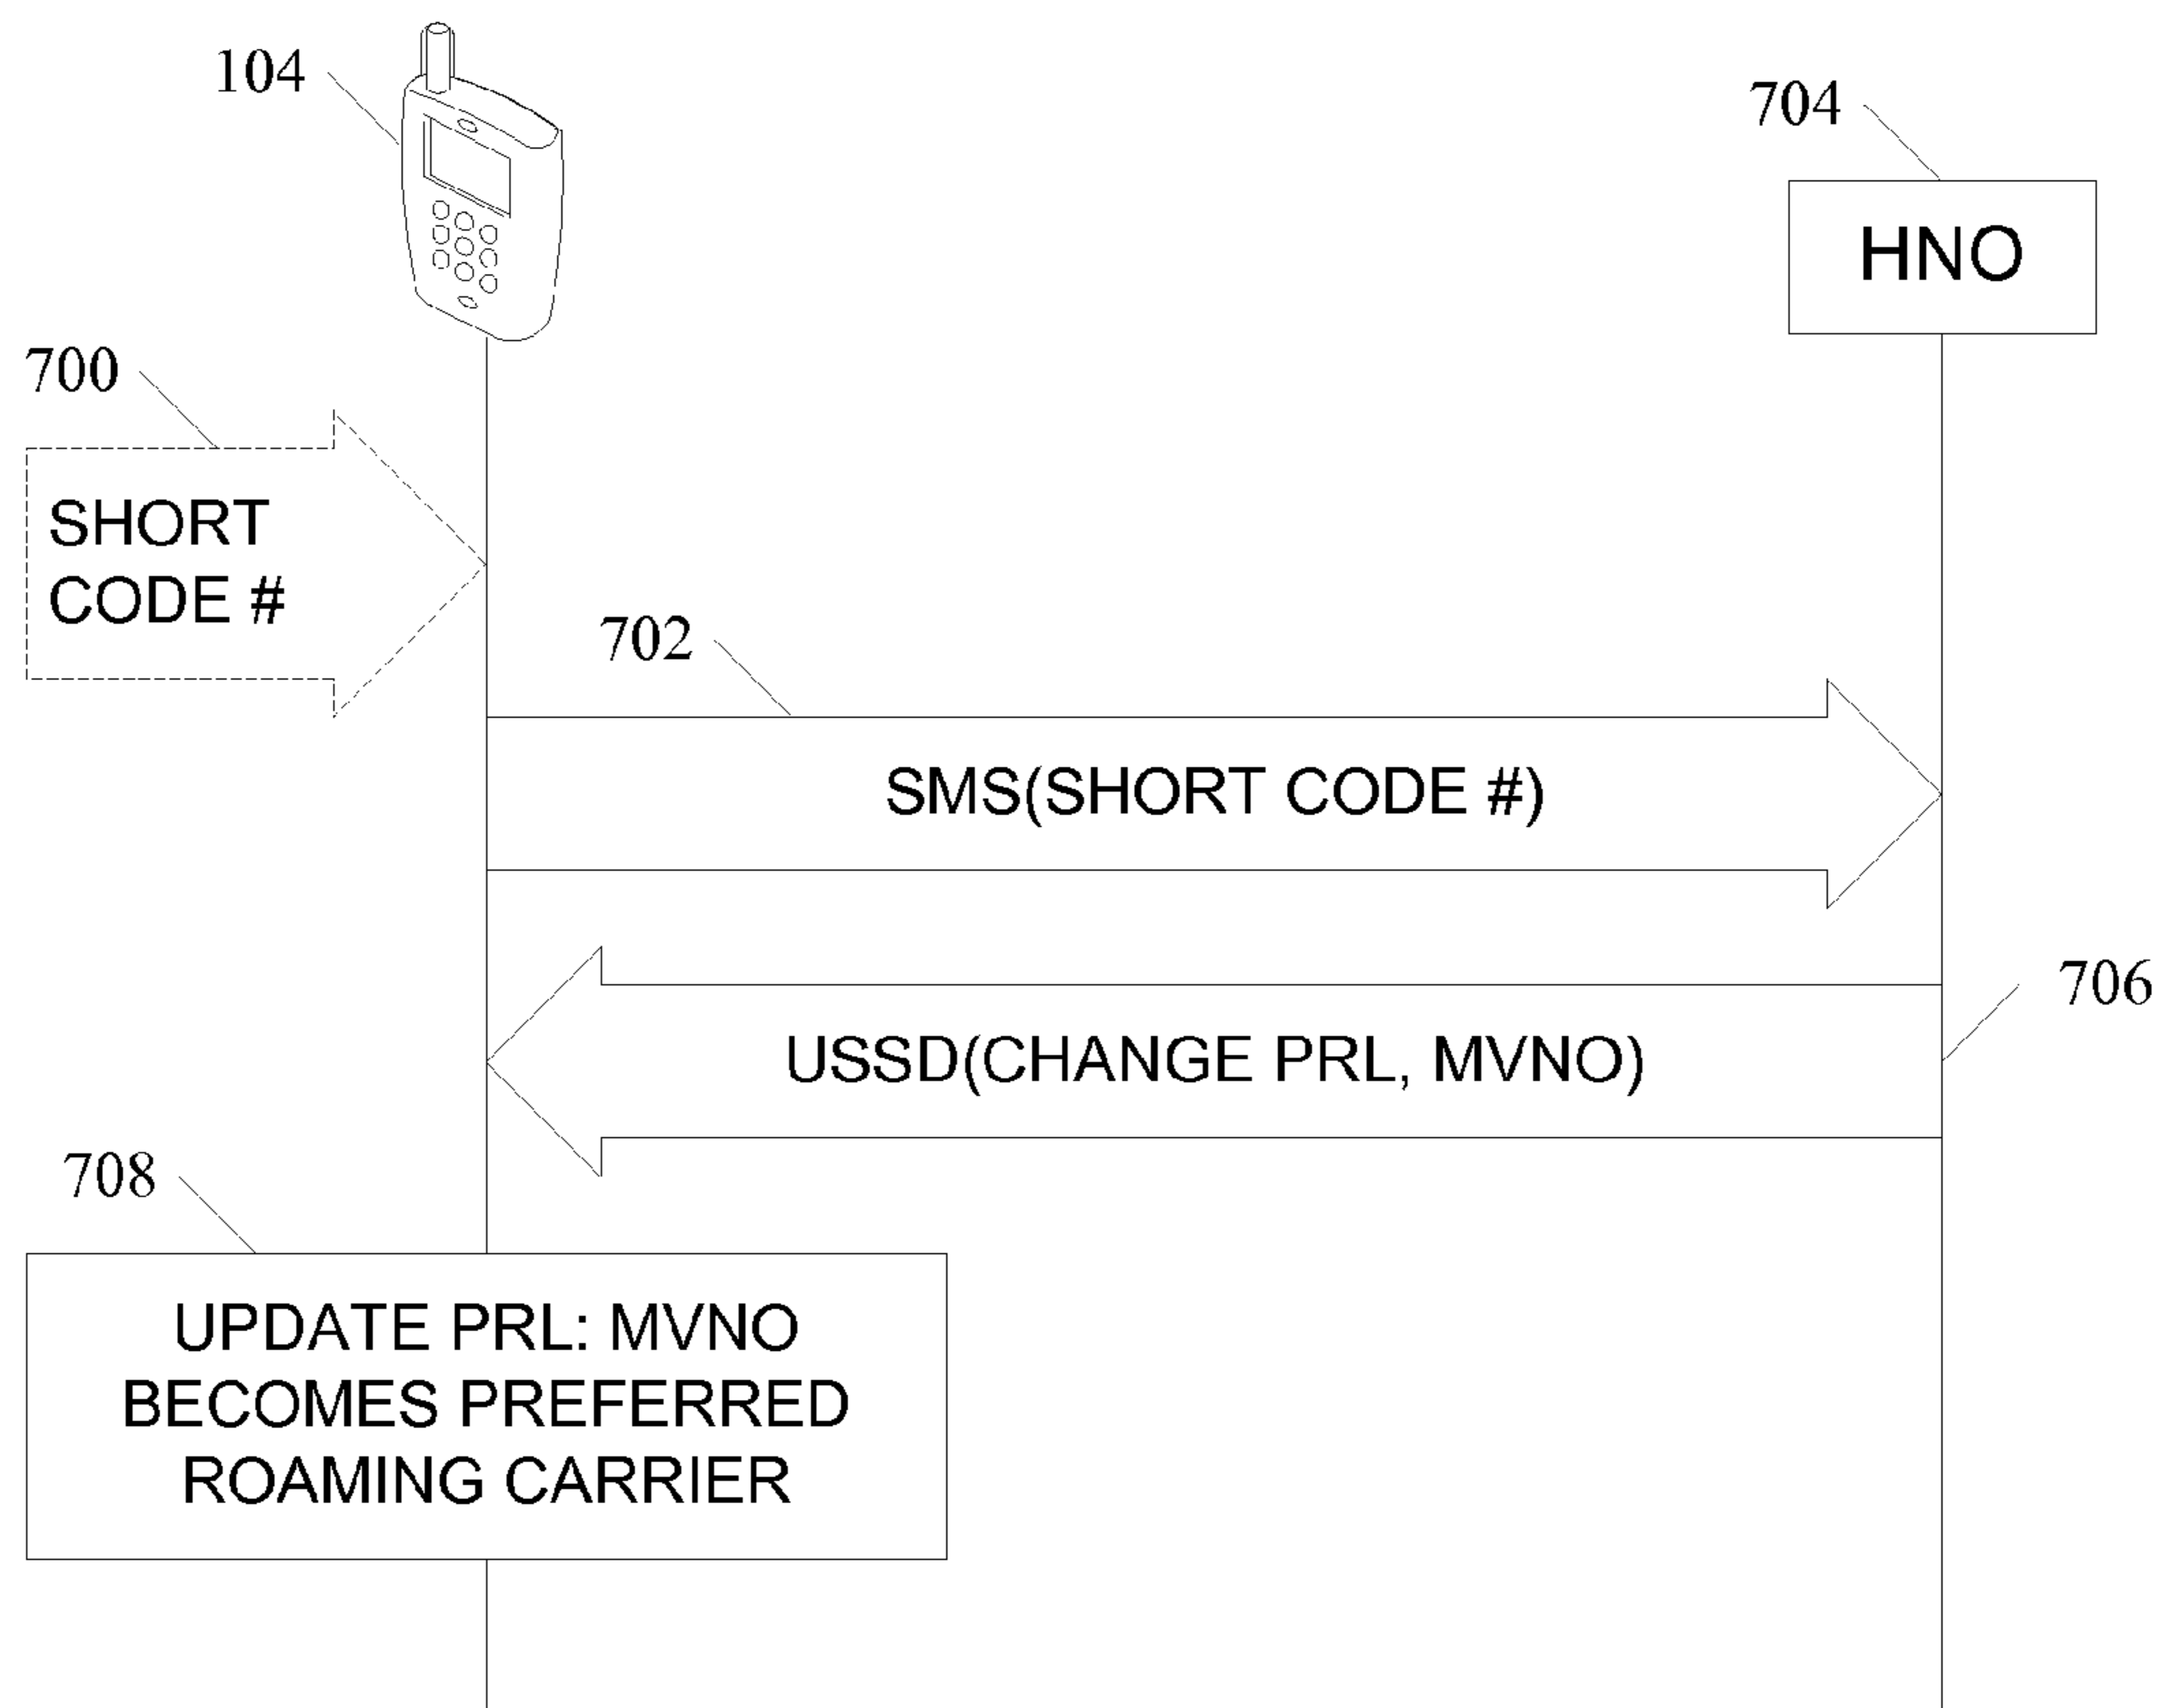 104
704
HNO
700
SHORT
CODE #
702
SMS(SHORT CODE #)
706
USSD(CHANGE PRL, MVNO)
708
UPDATE PRL: MVNO
BECOMES PREFERRED
ROAMING CARRIER